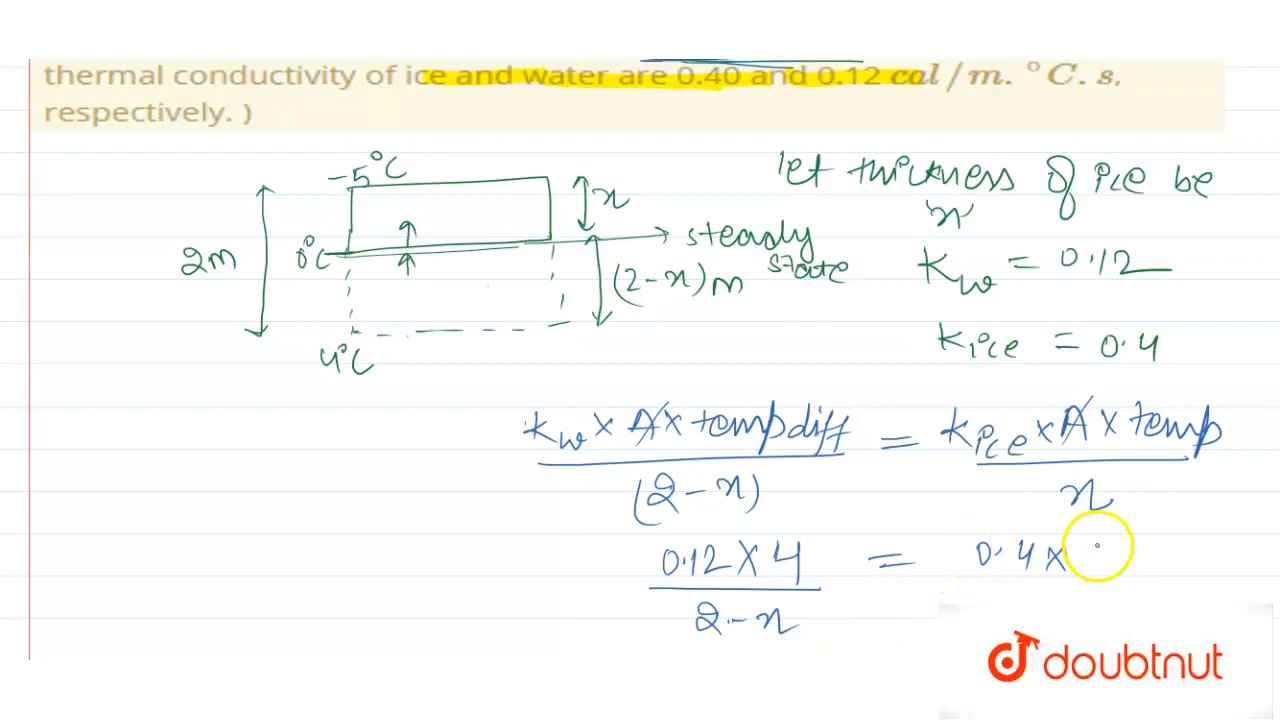 thermal conductivity of ice and water are 0.40 and 0.12 cal/m.°C.s,
respectively. )
-5°C
2m
0°C
4°C
x
steady
state
(2-x)m
let thickness of ice be
'x'
Kw = 0.12
Kice = 0.4
Kw × A × temp diff / (2-x) = Kice × A × temp / x
0.12 × 4 / 2-x = 0.4 ×
doubtnut